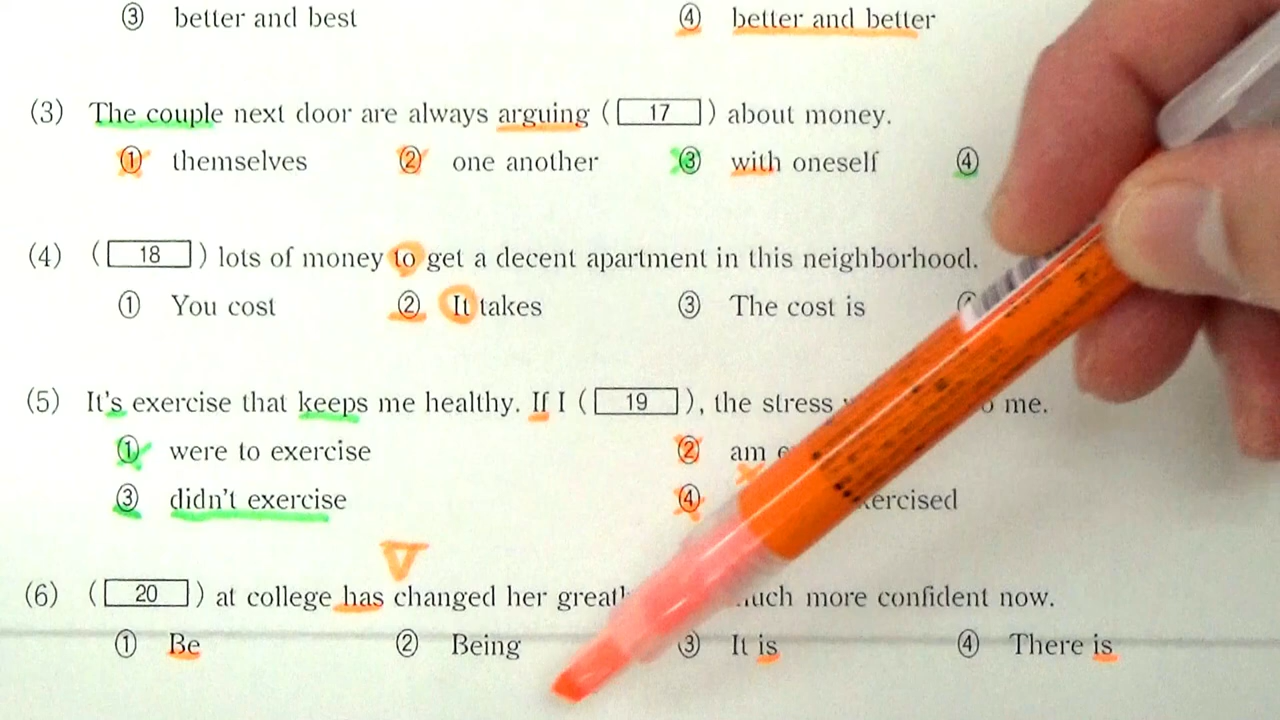 ③ better and best ④ better and better
(3) The couple next door are always arguing ( 17 ) about money.
① themselves ② one another ③ with oneself ④
(4) ( 18 ) lots of money to get a decent apartment in this neighborhood.
① You cost ② It takes ③ The cost is
(5) It's exercise that keeps me healthy. If I ( 19 ), the stress me.
① were to exercise ② am
③ didn't exercise ④
(6) ( 20 ) at college has changed her more confident now.
① Be ② Being ③ It is ④ There is